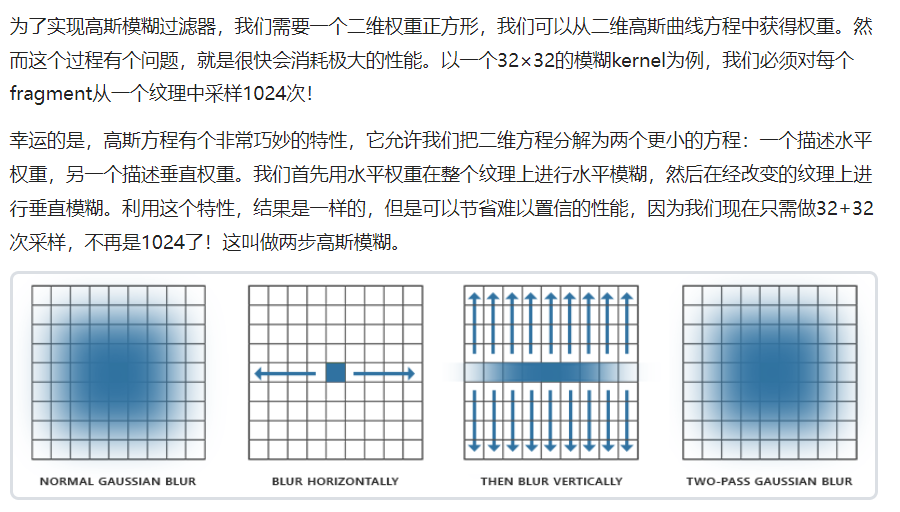 为了实现高斯模糊过滤器，我们需要一个二维权重正方形，我们可以从二维高斯曲线方程中获得权重。然
而这个过程有个问题，就是很快会消耗极大的性能。以一个32×32的模糊kernel为例，我们必须对每个
fragment从一个纹理中采样1024次！
幸运的是，高斯方程有个非常巧妙的特性，它允许我们把二维方程分解为两个更小的方程：一个描述水平
权重，另一个描述垂直权重。我们首先用水平权重在整个纹理上进行水平模糊，然后在经改变的纹理上进
行垂直模糊。利用这个特性，结果是一样的，但是可以节省难以置信的性能，因为我们现在只需做32+32
次采样，不再是1024了！这叫做两步高斯模糊。
NORMAL GAUSSIAN BLUR
BLUR HORIZONTALLY
THEN BLUR VERTICALLY
TWO-PASS GAUSSIAN BLUR